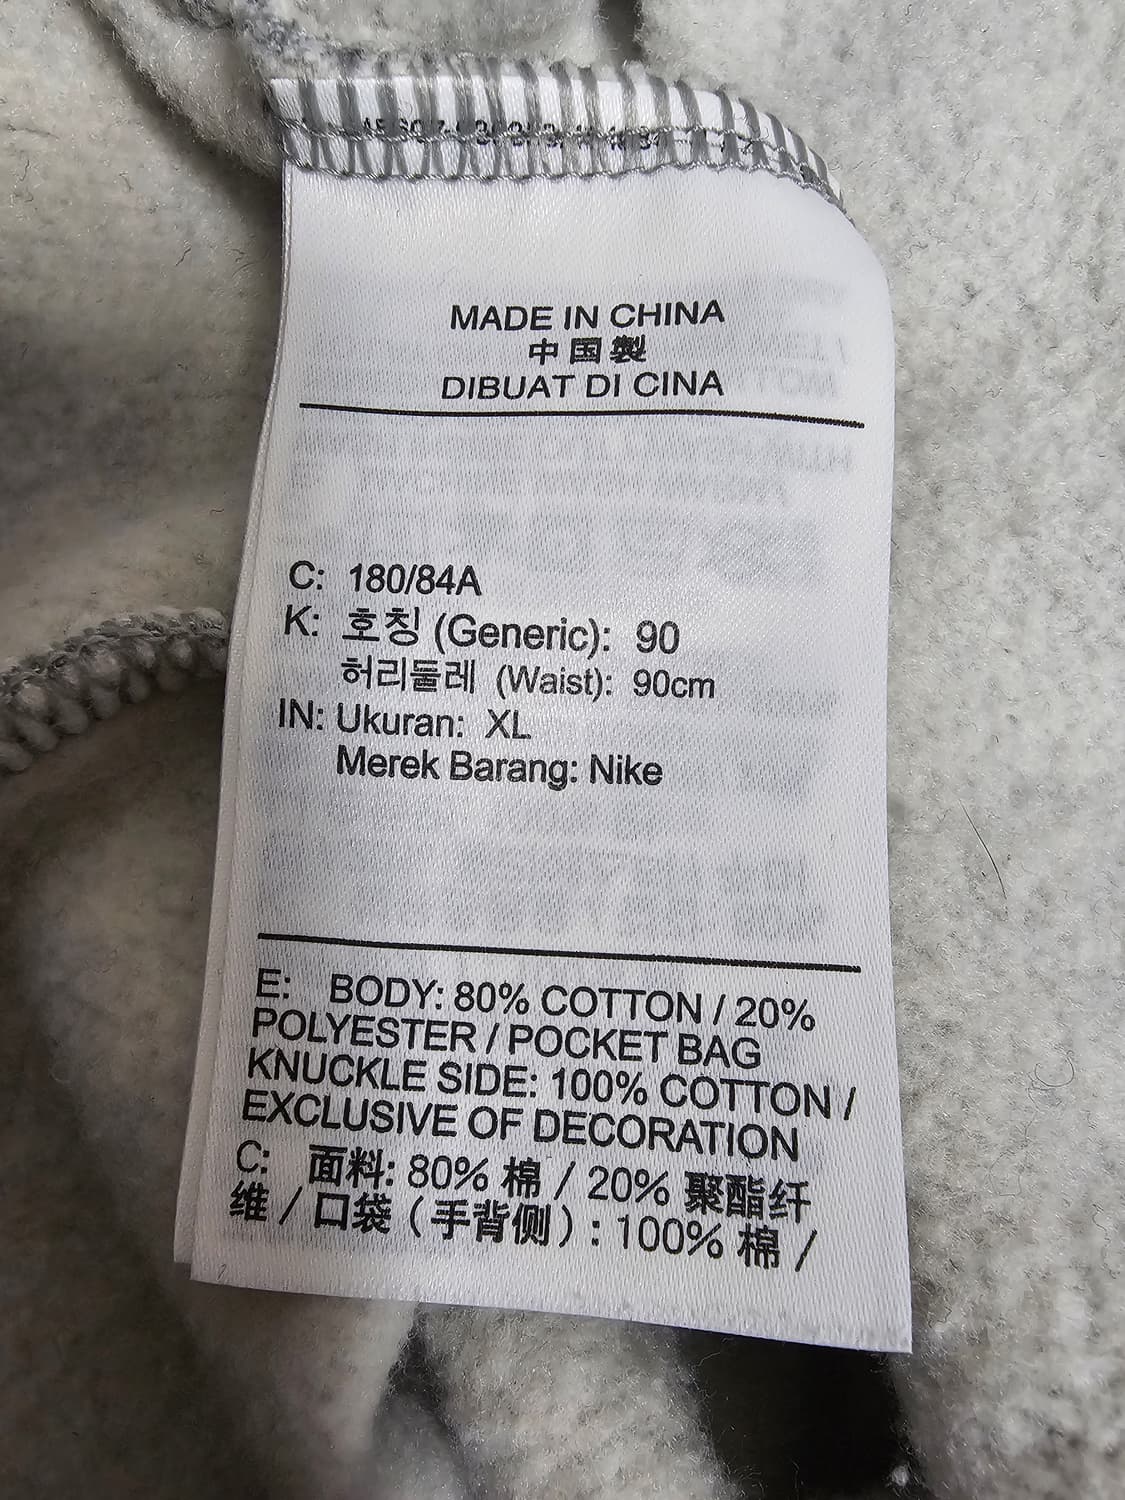 MADE IN CHINA
中国製
DIBUAT DI CINA
C: 180/84A
K: 호칭 (Generic): 90
허리둘레 (Waist): 90cm
IN: Ukuran: XL
Merek Barang: Nike
E: BODY: 80% COTTON / 20%
POLYESTER / POCKET BAG
KNUCKLE SIDE: 100% COTTON /
EXCLUSIVE OF DECORATION
C: 面料: 80% 棉 / 20% 聚酯纤
维 / 口袋（手背侧）: 100% 棉 /